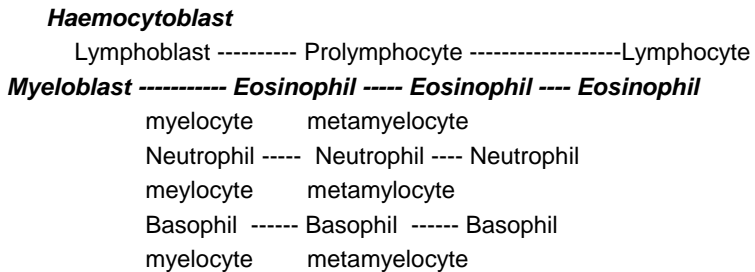 Haemocytoblast
Lymphoblast ---------- Prolymphocyte -------------------Lymphocyte
Myeloblast ----------- Eosinophil ----- Eosinophil ---- Eosinophil
myelocyte metamyelocyte
Neutrophil ----- Neutrophil ---- Neutrophil
meylocyte metamylocyte
Basophil ------ Basophil ------ Basophil
myelocyte metamyelocyte